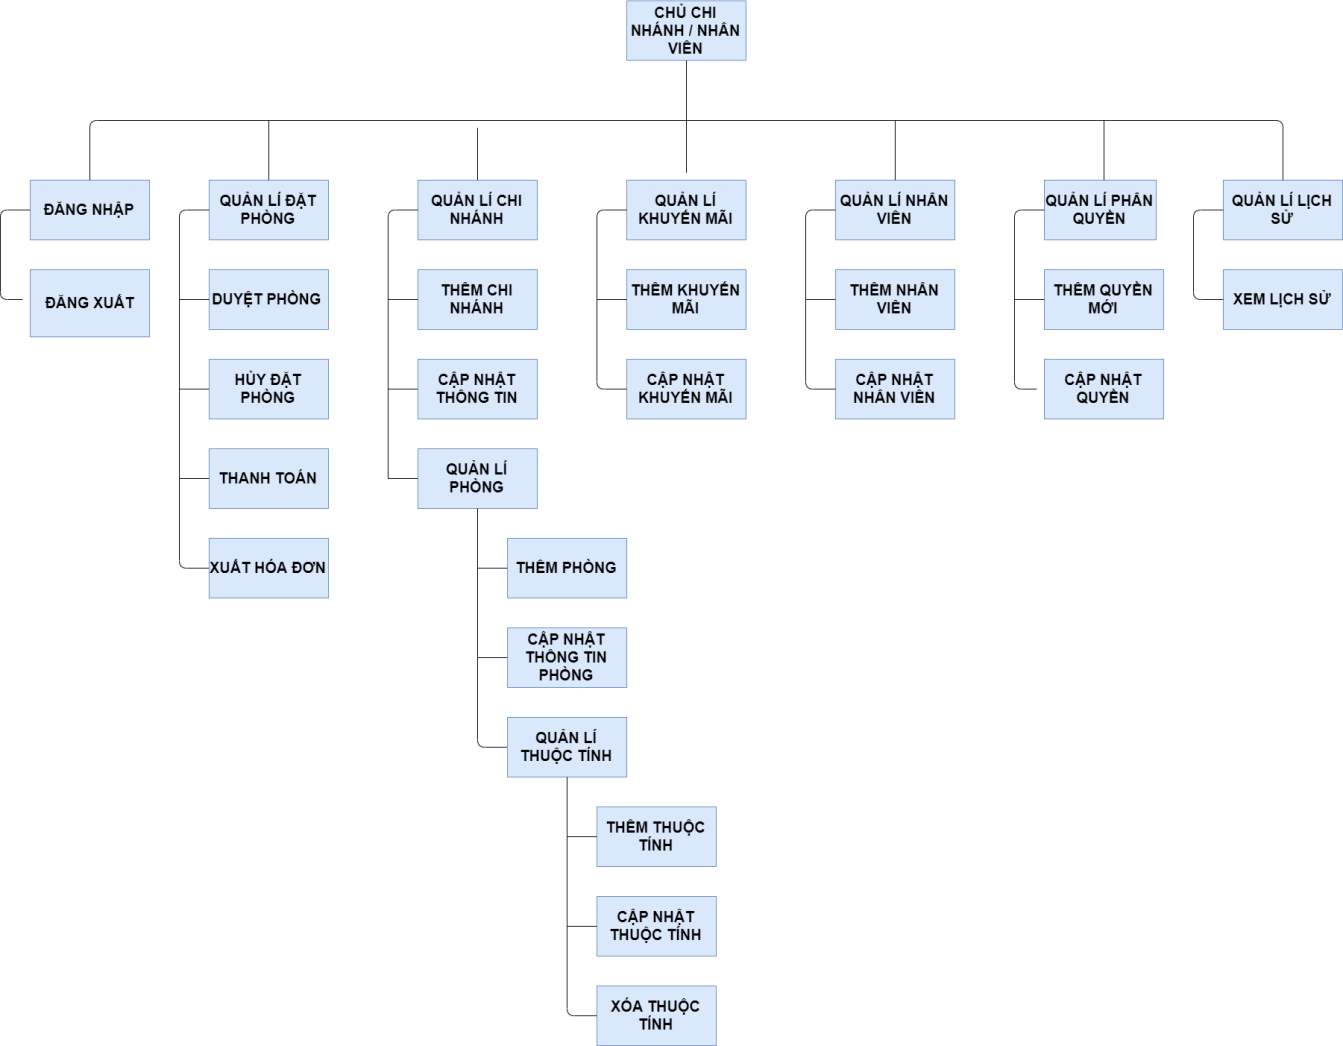 CHỦ CHI
NHÁNH / NHÂN
VIÊN
ĐĂNG NHẬP
QUẢN LÍ ĐẶT
PHÒNG
QUẢN LÍ CHI
NHÁNH
QUẢN LÍ
KHUYẾN MÃI
QUẢN LÍ NHÂN
VIÊN
QUẢN LÍ PHÂN
QUYỀN
QUẢN LÍ LỊCH
SỬ
ĐĂNG XUẤT
DUYỆT PHÒNG
THÊM CHI
NHÁNH
THÊM KHUYẾN
MÃI
THÊM NHÂN
VIÊN
THÊM QUYỀN
MỚI
XEM LỊCH SỬ
HỦY ĐẶT
PHÒNG
CẬP NHẬT
THÔNG TIN
CẬP NHẬT
KHUYẾN MÃI
CẬP NHẬT
NHÂN VIÊN
CẬP NHẬT
QUYỀN
THANH TOÁN
QUẢN LÍ
PHÒNG
XUẤT HÓA ĐƠN
THÊM PHÒNG
CẬP NHẬT
THÔNG TIN
PHÒNG
QUẢN LÍ
THUỘC TÍNH
THÊM THUỘC
TÍNH
CẬP NHẬT
THUỘC TÍNH
XÓA THUỘC
TÍNH